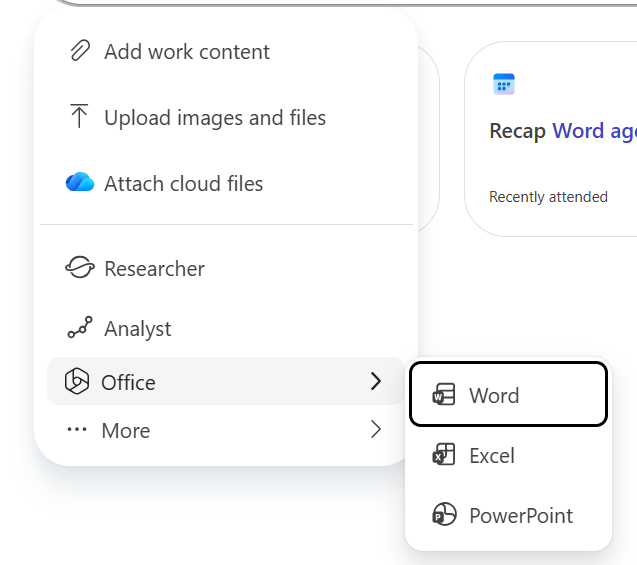 Add work content
Upload images and files
Attach cloud files
Researcher
Analyst
Office
More
Word
Excel
PowerPoint
Recap Word
Recently attended